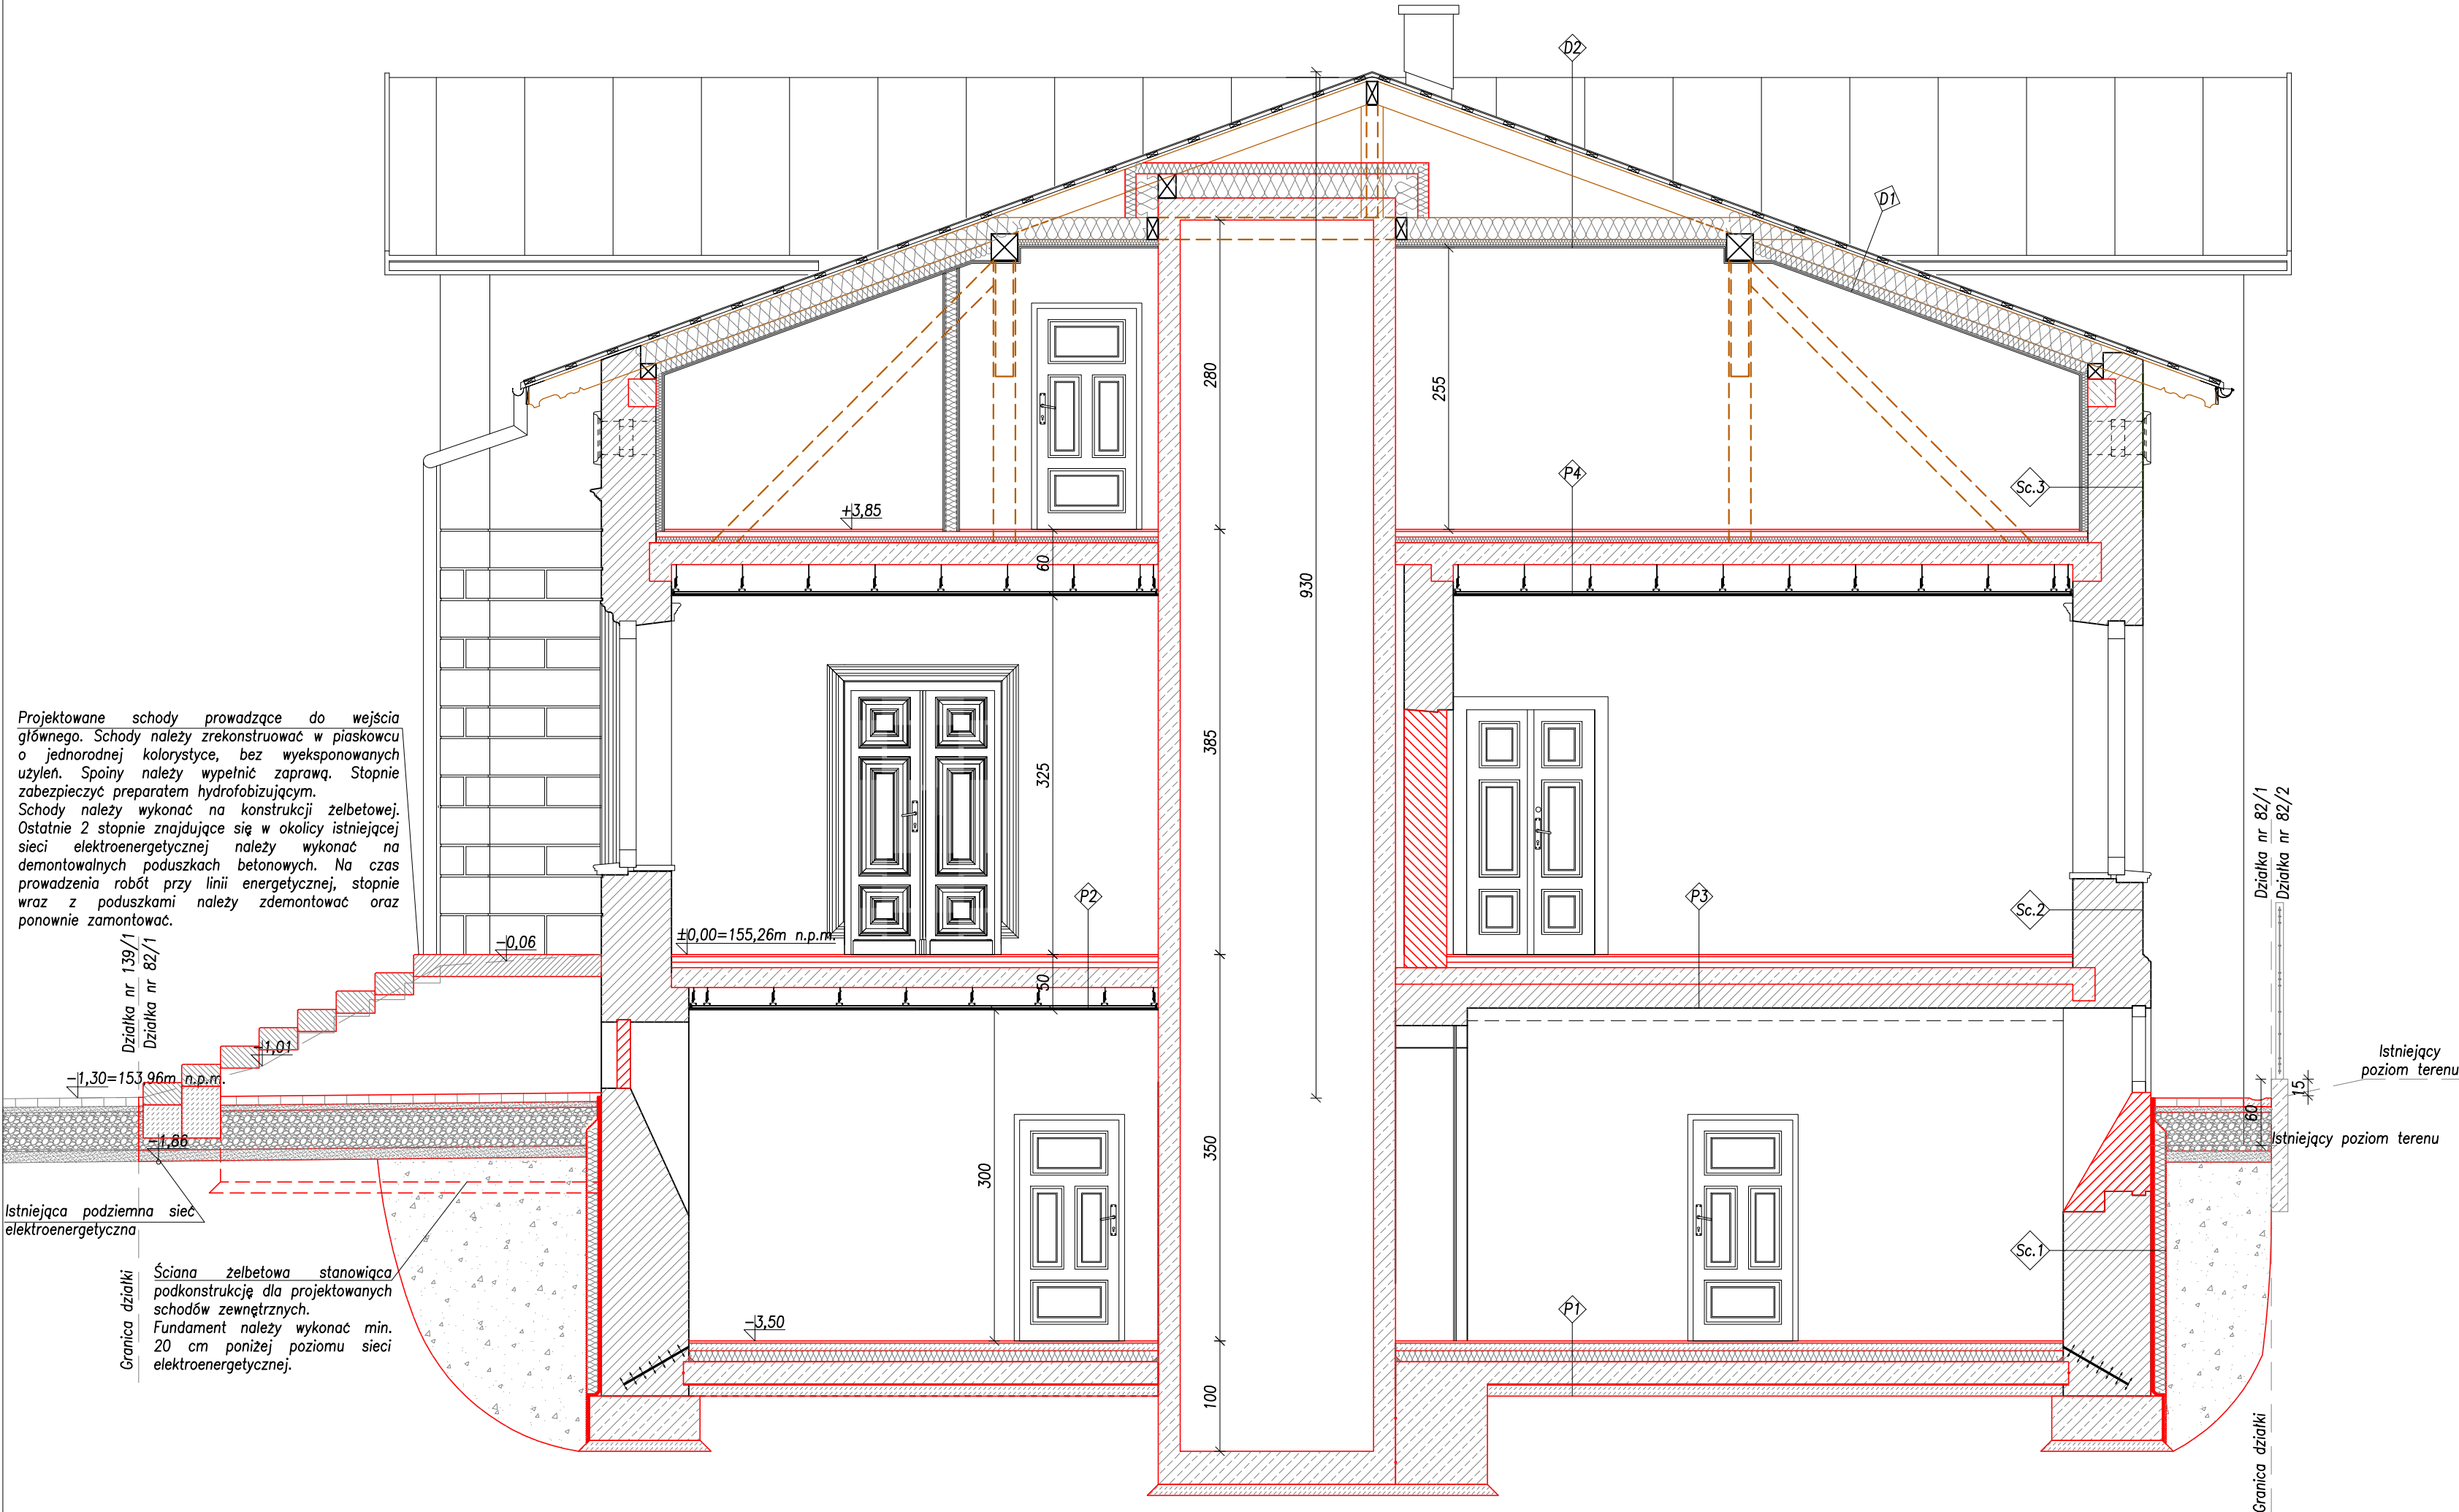 D2
D1
280
255
Sc.3
P4
+3,85
60
930
Projektowane schody prowadzące do wejścia
głównego. Schody należy zrekonstruować w piaskowcu
o jednorodnej kolorystyce, bez wyeksponowanych
użyleń. Spoiny należy wypełnić zaprawą. Stopnie
zabezpieczyć preparatem hydrofobizującym.
Schody należy wykonać na konstrukcji żelbetowej.
Ostatnie 2 stopnie znajdujące się w okolicy istniejącej
sieci elektroenergetycznej należy wykonać na
demontowalnych poduszkach betonowych. Na czas
prowadzenia robót przy linii energetycznej, stopnie
wraz z poduszkami należy zdemontować oraz
ponownie zamontować.
385
325
P2
P3
Sc.2
Działka nr 82/1
Działka nr 82/2
-0,06
±0,00=155,26m n.p.m.
50
Działka nr 139/1
Działka nr 82/1
-1,01
-1,30=153,96m n.p.m.
-1,86
Istniejący
poziom terenu
15
60
Istniejący poziom terenu
350
300
Istniejąca podziemna sieć
elektroenergetyczna
Sc.1
Ściana żelbetowa stanowiąca
podkonstrukcję dla projektowanych
schodów zewnętrznych.
Fundament należy wykonać min.
20 cm poniżej poziomu sieci
elektroenergetycznej.
Granica działki
-3,50
P1
100
Granica działki